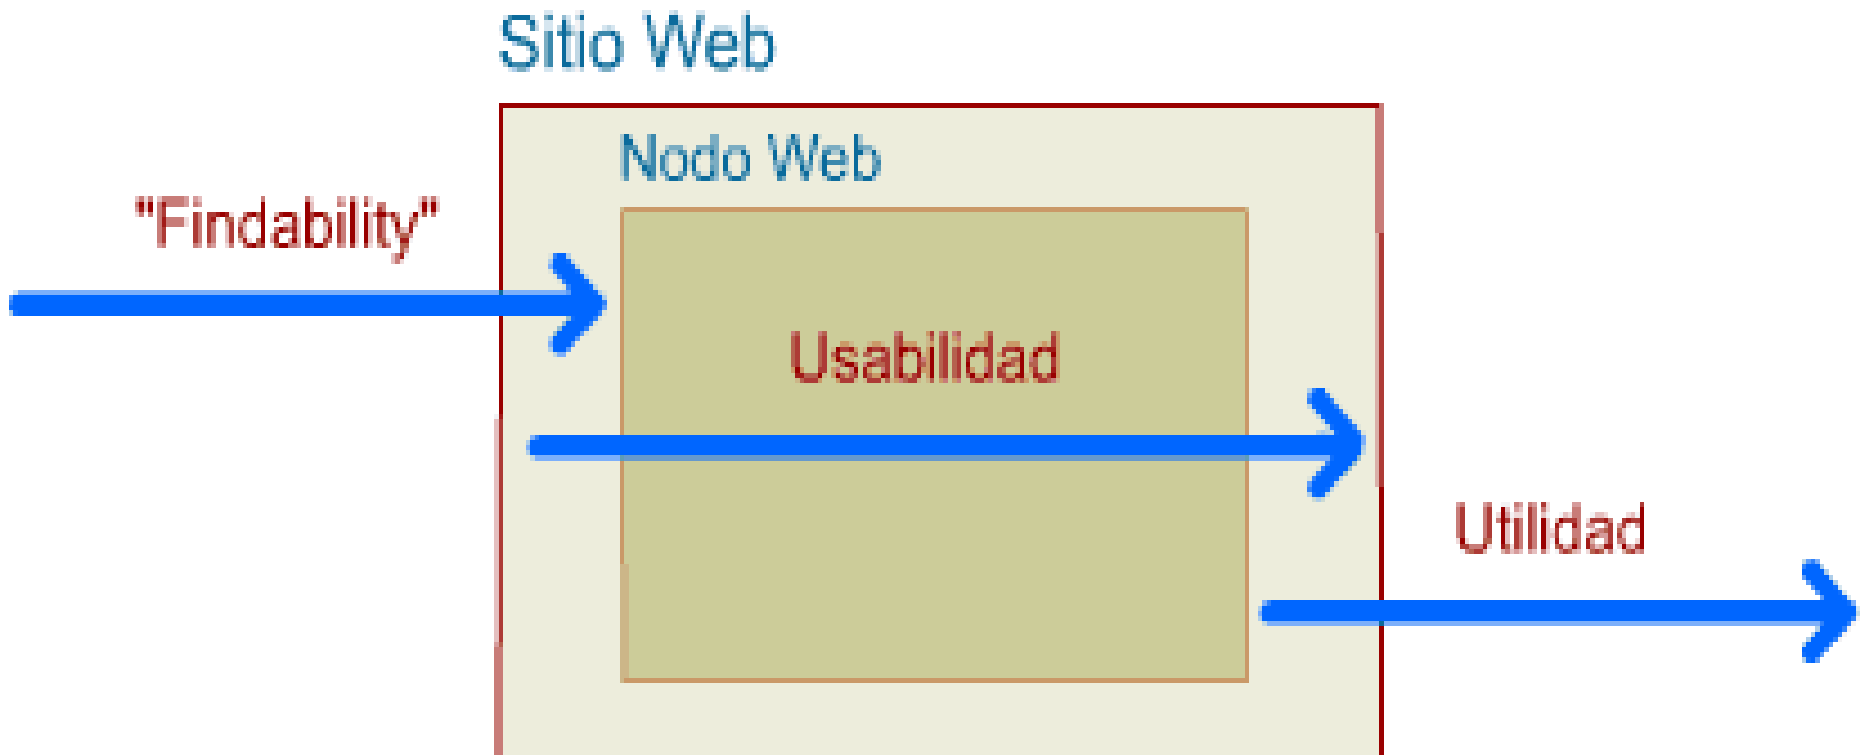 Sitio Web
Nodo Web
"Findability"
Usabilidad
Utilidad